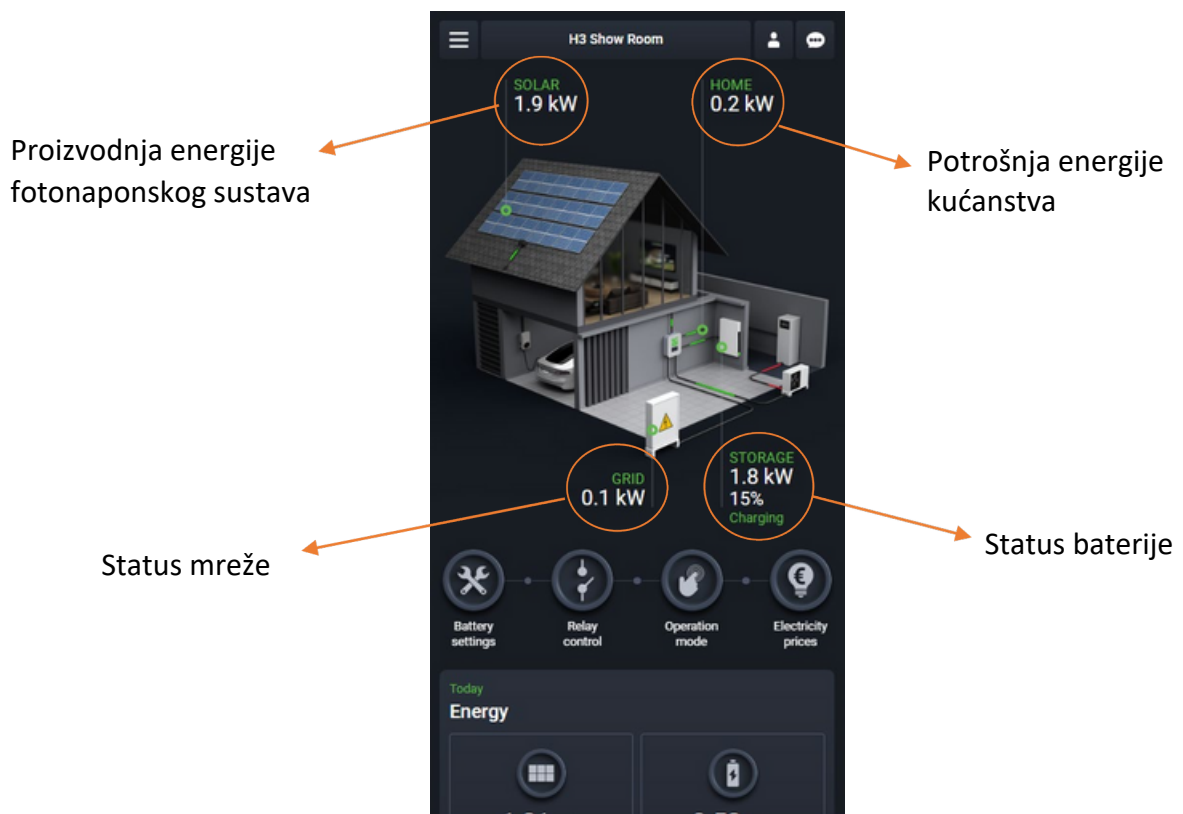 H3 Show Room
SOLAR
1.9 kW
HOME
0.2 kW
Proizvodnja energije
fotonaponskog sustava
Potrošnja energije
kućanstva
GRID
0.1 kW
STORAGE
1.8 kW
15%
Charging
Status mreže
Status baterije
Battery
settings
Relay
control
Operation
mode
Electricity
prices
Today
Energy